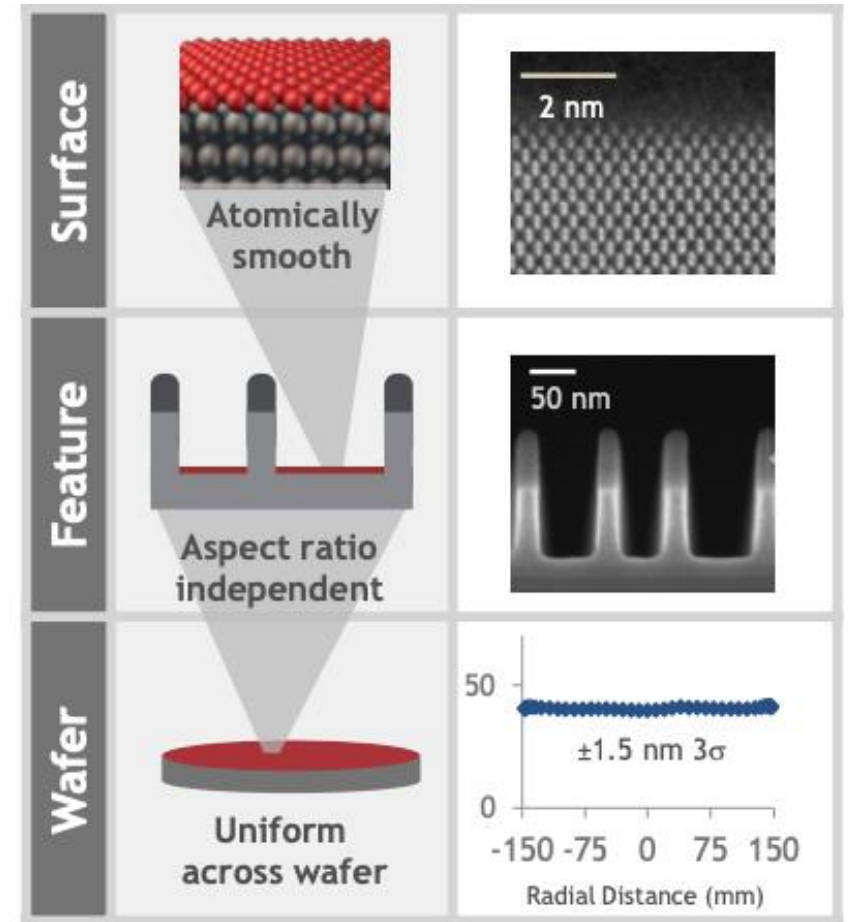 Surface
Atomically
smooth
2 nm
Feature
Aspect ratio
independent
50 nm
Wafer
Uniform
across wafer
50
±1.5 nm 3σ
0
-150 -75 0 75 150
Radial Distance (mm)